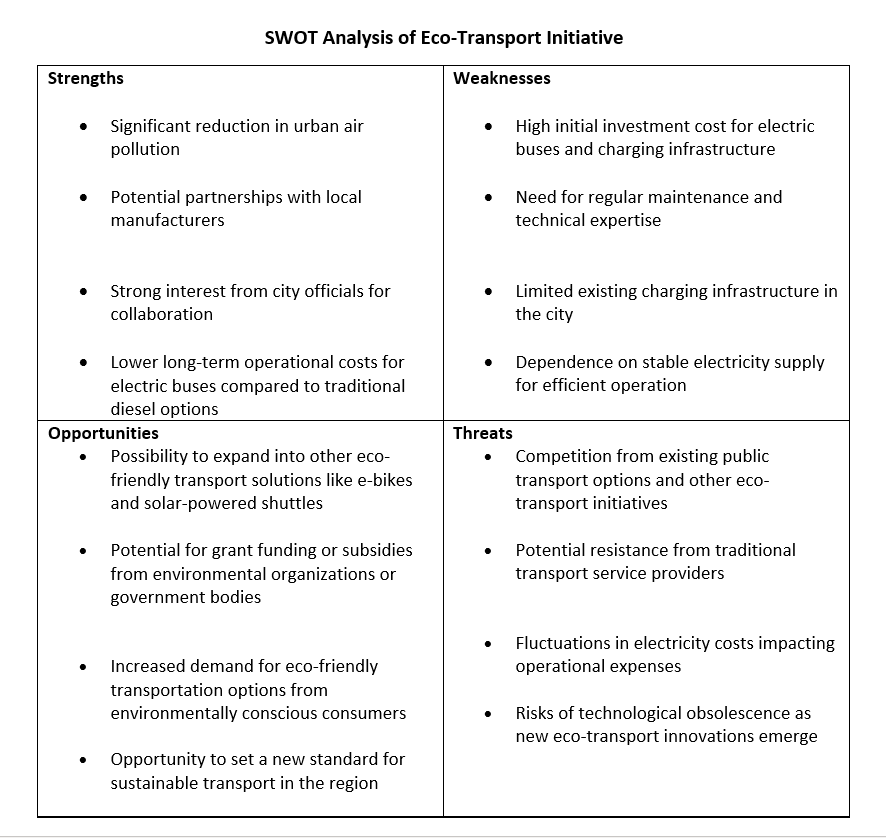 SWOT Analysis of Eco-Transport Initiative
Strengths
• Significant reduction in urban air
pollution
• Potential partnerships with local
manufacturers
• Strong interest from city officials for
collaboration
• Lower long-term operational costs for
electric buses compared to traditional
diesel options
Weaknesses
• High initial investment cost for electric
buses and charging infrastructure
• Need for regular maintenance and
technical expertise
• Limited existing charging infrastructure in
the city
• Dependence on stable electricity supply
for efficient operation
Opportunities
• Possibility to expand into other eco-
friendly transport solutions like e-bikes
and solar-powered shuttles
• Potential for grant funding or subsidies
from environmental organizations or
government bodies
• Increased demand for eco-friendly
transportation options from
environmentally conscious consumers
• Opportunity to set a new standard for
sustainable transport in the region
Threats
• Competition from existing public
transport options and other eco-
transport initiatives
• Potential resistance from traditional
transport service providers
• Fluctuations in electricity costs impacting
operational expenses
• Risks of technological obsolescence as
new eco-transport innovations emerge